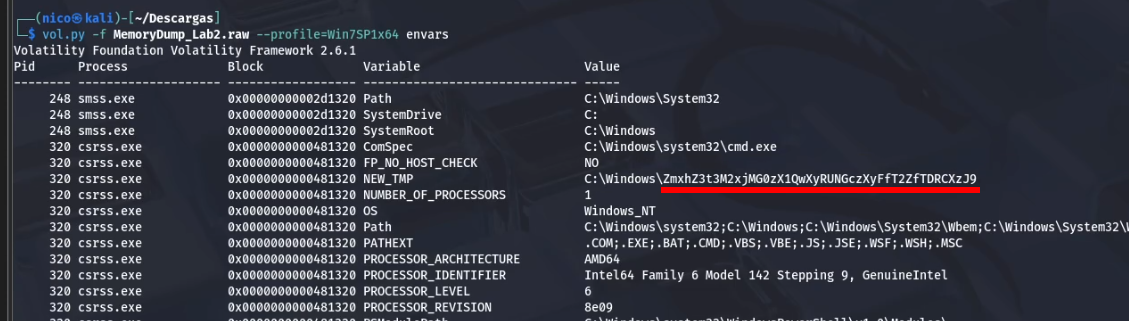 (nico㉿kali)-[~/Descargas]
$ vol.py -f MemoryDump_Lab2.raw --profile=Win7SP1x64 envars
Volatility Foundation Volatility Framework 2.6.1
Pid Process Block Variable Value
-------- -------------------- ------------------ ------------------------------ -----
248 smss.exe 0x00000000002d1320 Path C:\Windows\System32
248 smss.exe 0x00000000002d1320 SystemDrive C:
248 smss.exe 0x00000000002d1320 SystemRoot C:\Windows
320 csrss.exe 0x0000000000481320 ComSpec C:\Windows\system32\cmd.exe
320 csrss.exe 0x0000000000481320 FP_NO_HOST_CHECK NO
320 csrss.exe 0x0000000000481320 NEW_TMP C:\Windows\ZmxhZ3t3M2xjMG0zX1QwXyRUNGczXyFfT2ZfTDRCXzJ9
320 csrss.exe 0x0000000000481320 NUMBER_OF_PROCESSORS 1
320 csrss.exe 0x0000000000481320 OS Windows_NT
320 csrss.exe 0x0000000000481320 Path C:\Windows\system32;C:\Windows;C:\Windows\System32\Wbem;C:\Windows\System32\
320 csrss.exe 0x0000000000481320 PATHEXT .COM;.EXE;.BAT;.CMD;.VBS;.VBE;.JS;.JSE;.WSF;.WSH;.MSC
320 csrss.exe 0x0000000000481320 PROCESSOR_ARCHITECTURE AMD64
320 csrss.exe 0x0000000000481320 PROCESSOR_IDENTIFIER Intel64 Family 6 Model 142 Stepping 9, GenuineIntel
320 csrss.exe 0x0000000000481320 PROCESSOR_LEVEL 6
320 csrss.exe 0x0000000000481320 PROCESSOR_REVISION 8e09